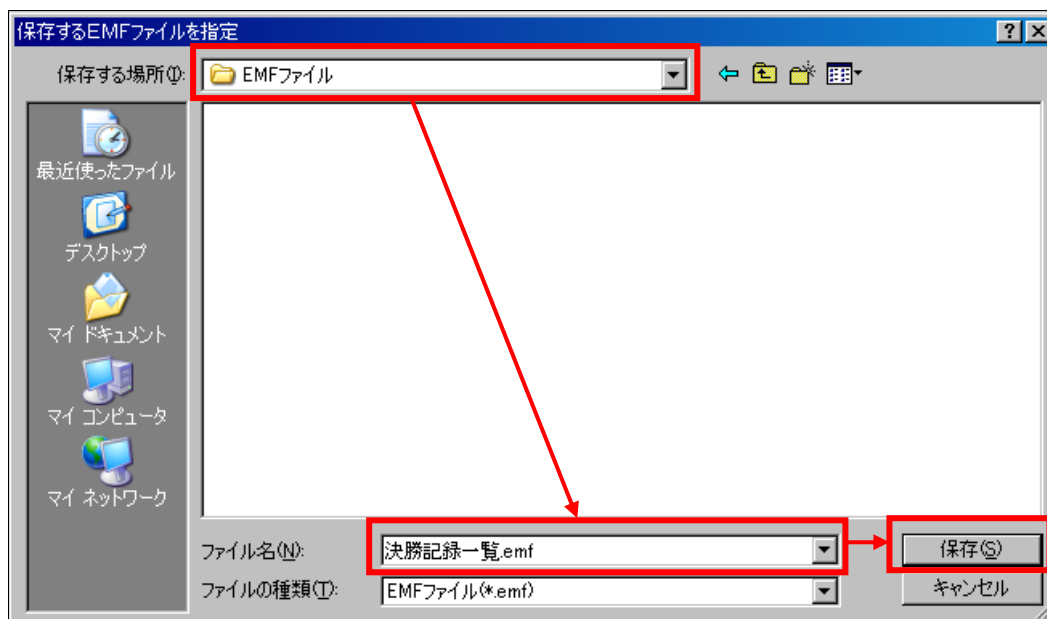 保存するEMFファイルを指定
保存する場所(I):
EMFファイル
最近使ったファイル
デスクトップ
マイ ドキュメント
マイ コンピュータ
マイ ネットワーク
ファイル名(N):
決勝記録一覧.emf
保存(S)
ファイルの種類(T):
EMFファイル(*.emf)
キャンセル